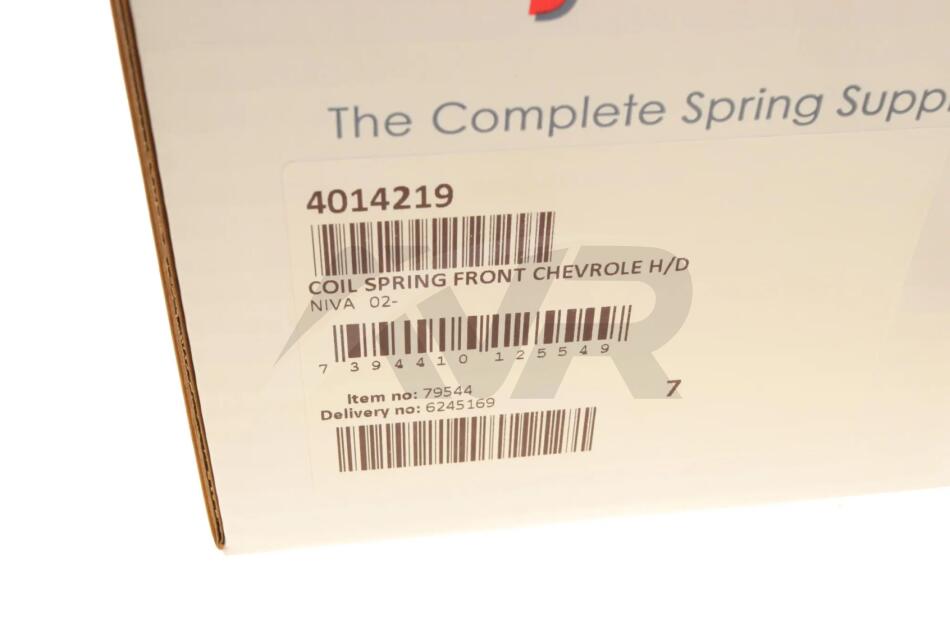 The Complete Spring
4014219
COIL SPRING FRONT CHEVROLE H/D
NIVA 02-
7 394410 125549
Item no: 79544
7
Delivery no: 6245169
AVR